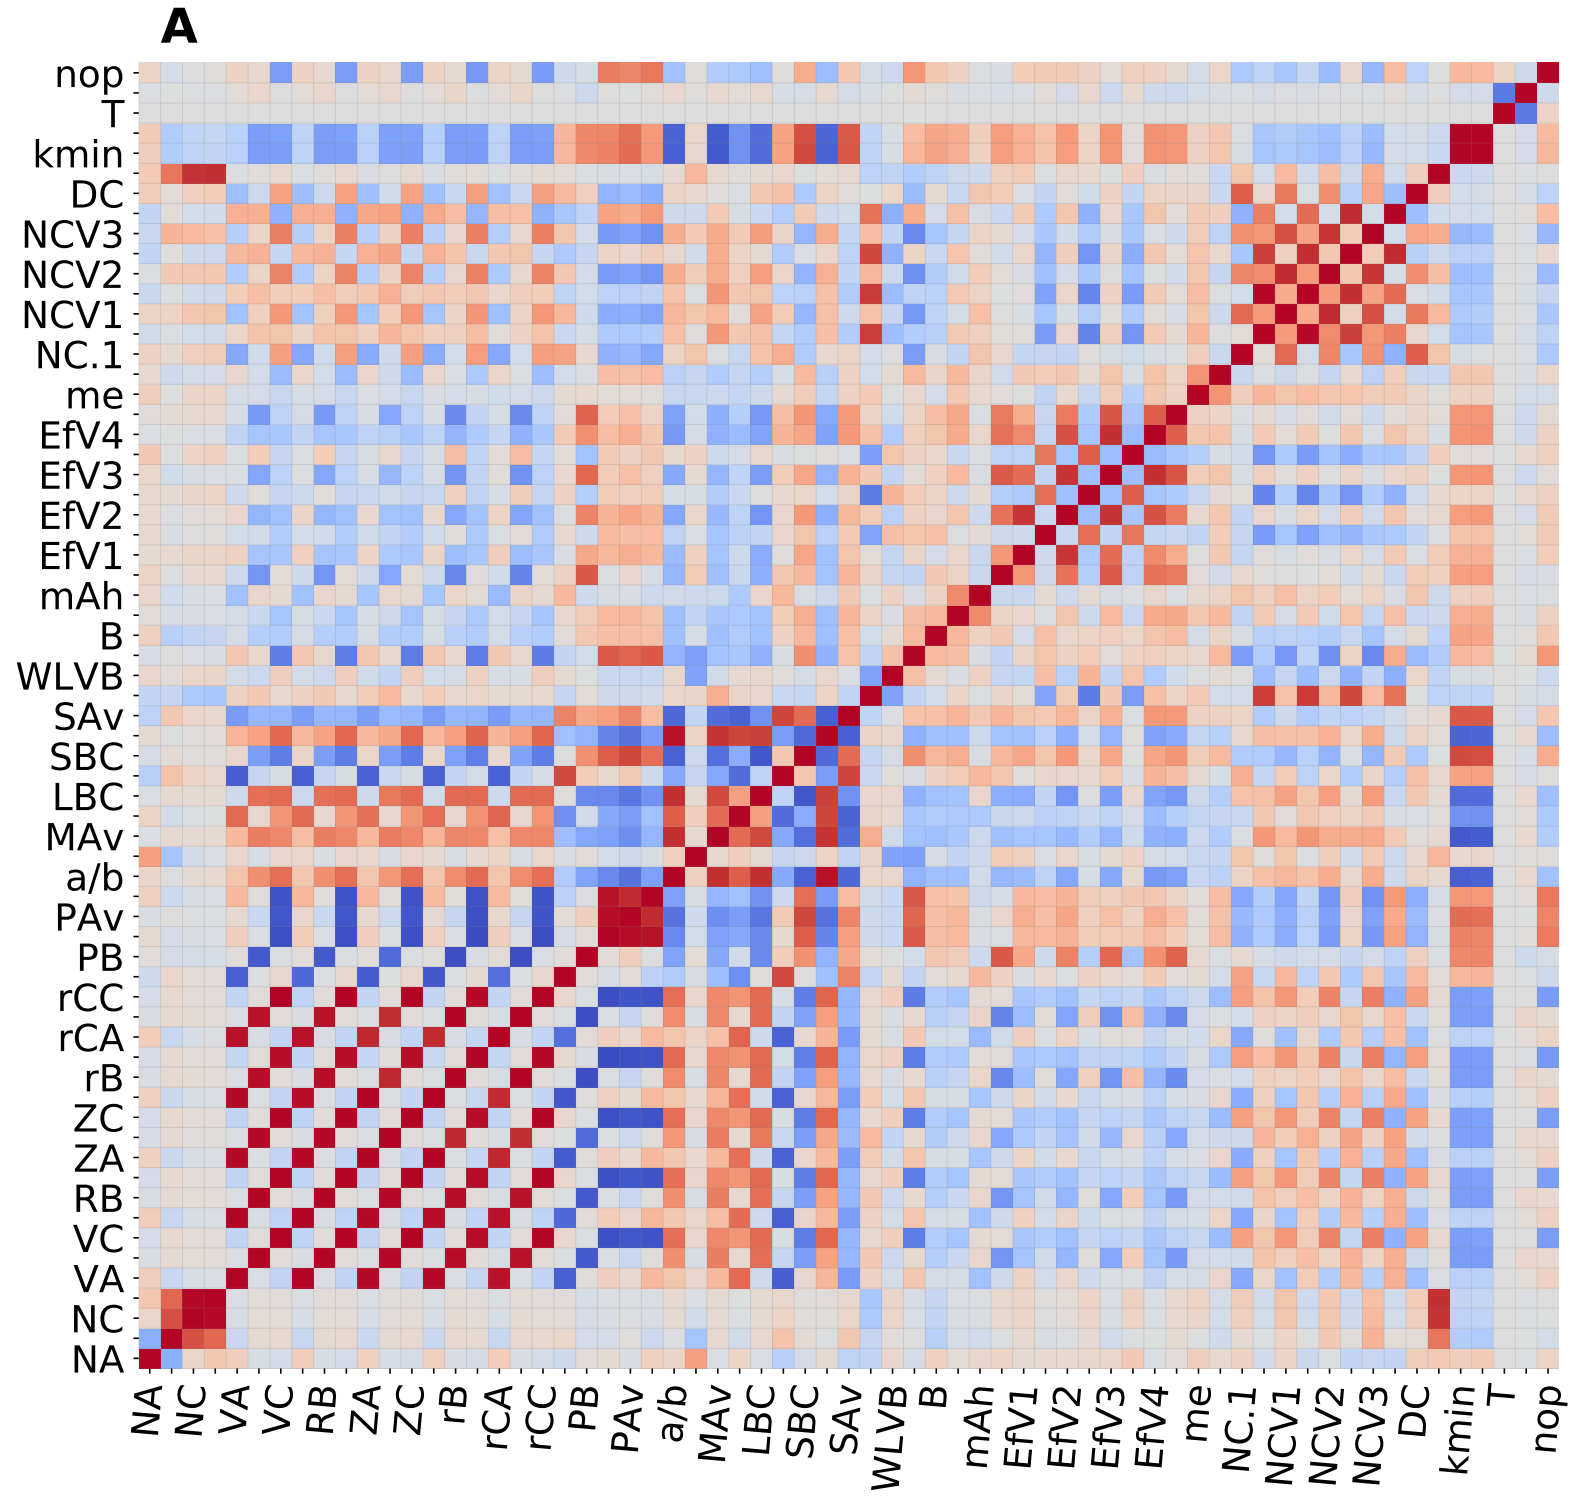 A
nop
T
kmin
DC
NCV3
NCV2
NCV1
NC.1
me
EfV4
EfV3
EfV2
EfV1
mAh
B
WLVB
SAv
SBC
LBC
MAv
a/b
PAv
PB
rCC
rCA
rB
ZC
ZA
RB
VC
VA
NC
NA
NA
NC
VA
VC
RB
ZA
ZC
rB
rCA
rCC
PB
PAv
a/b
MAv
LBC
SBC
SAv
WLVB
B
mAh
EfV1
EfV2
EfV3
EfV4
me
NC.1
NCV1
NCV2
NCV3
DC
kmin
T
nop